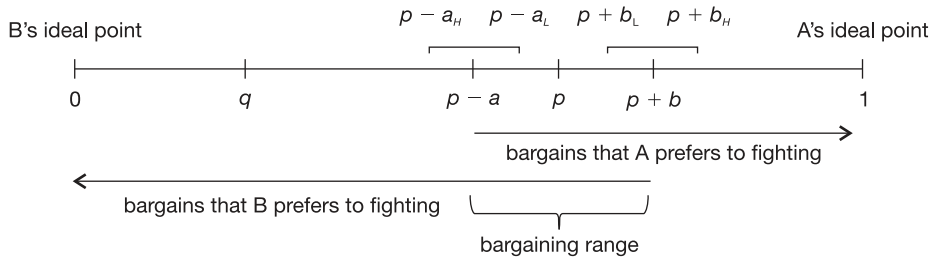 B's ideal point
p − a_H
p − a_L
p + b_L
p + b_H
A's ideal point
0
q
p − a
p
p + b
1
bargains that A prefers to fighting
bargains that B prefers to fighting
bargaining range